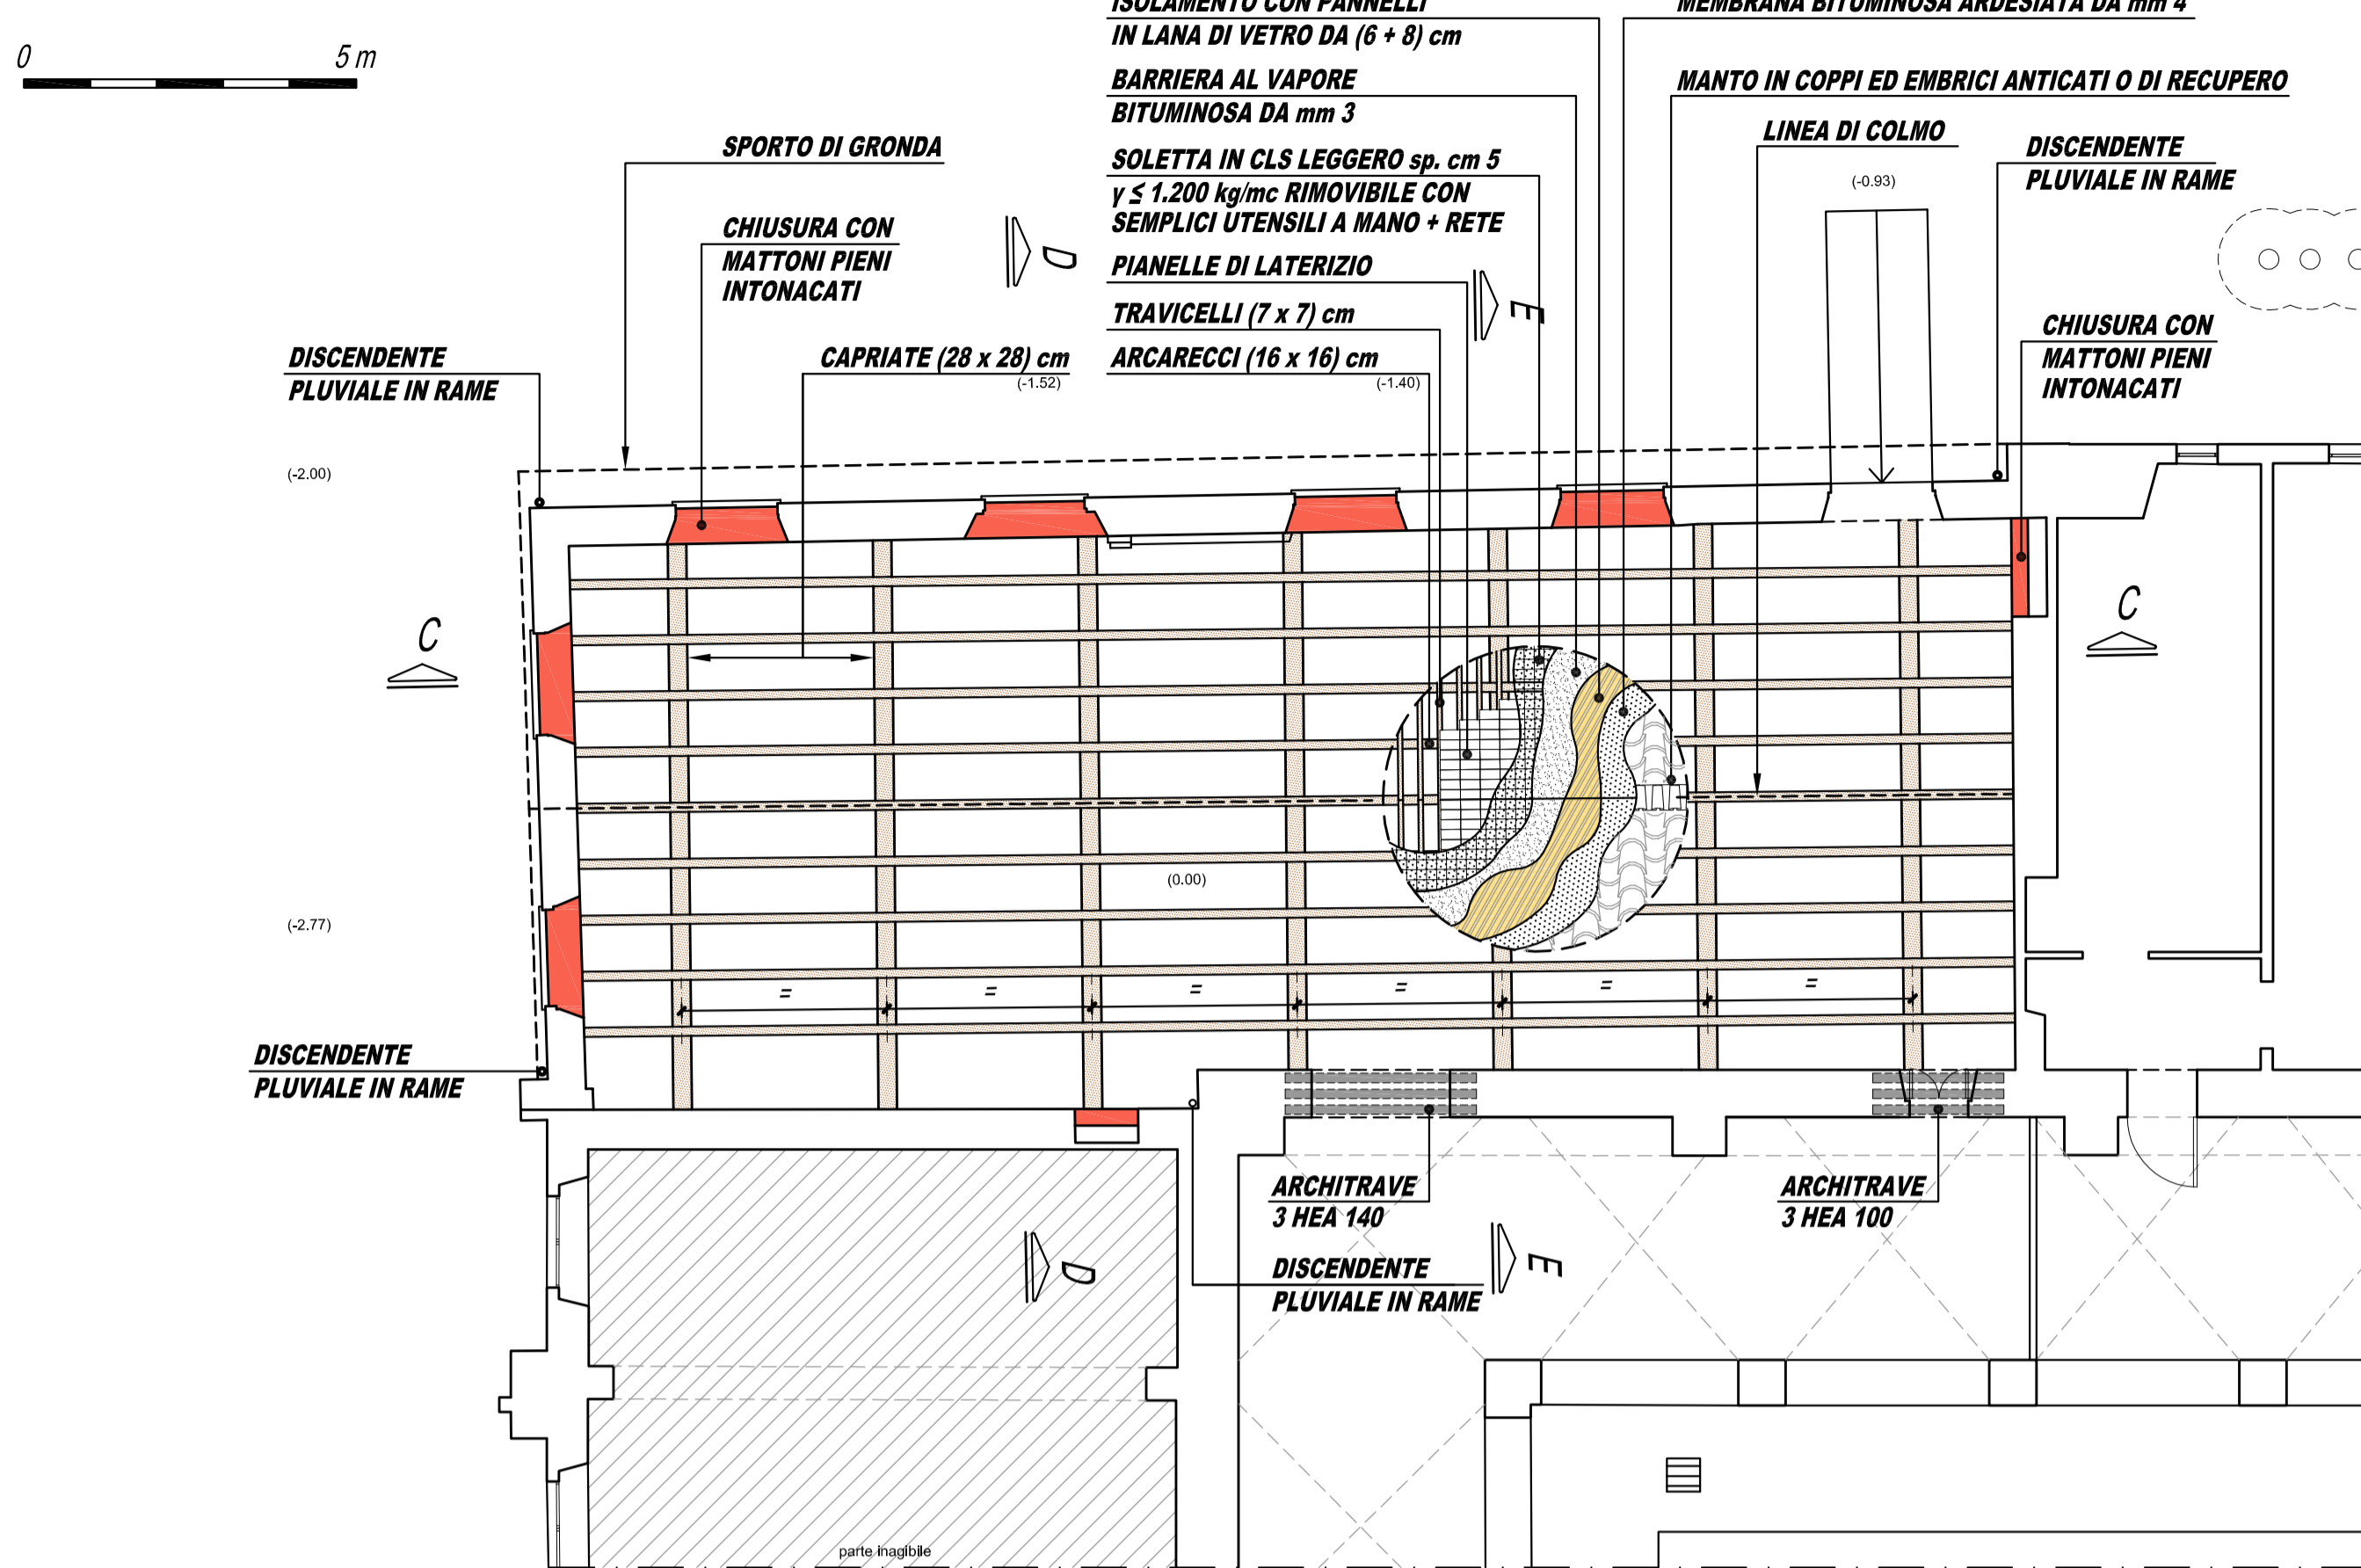 ISOLAMENTO CON PANNELLI
IN LANA DI VETRO DA (6 + 8) cm
MEMBRANA BITUMINOSA ARDESIATA DA mm 4
0 5 m
BARRIERA AL VAPORE
BITUMINOSA DA mm 3
MANTO IN COPPI ED EMBRICI ANTICATI O DI RECUPERO
SPORTO DI GRONDA
SOLETTA IN CLS LEGGERO sp. cm 5
γ ≤ 1.200 kg/mc RIMOVIBILE CON
SEMPLICI UTENSILI A MANO + RETE
LINEA DI COLMO
DISCENDENTE
PLUVIALE IN RAME
(-0.93)
CHIUSURA CON
MATTONI PIENI
INTONACATI
D
PIANELLE DI LATERIZIO
E
TRAVICELLI (7 x 7) cm
CHIUSURA CON
MATTONI PIENI
INTONACATI
DISCENDENTE
PLUVIALE IN RAME
CAPRIATE (28 x 28) cm
(-1.52)
ARCARECCI (16 x 16) cm
(-1.40)
(-2.00)
C
C
(0.00)
(-2.77)
= = = = = =
DISCENDENTE
PLUVIALE IN RAME
ARCHITRAVE
3 HEA 140
ARCHITRAVE
3 HEA 100
D
E
DISCENDENTE
PLUVIALE IN RAME
parte inagibile